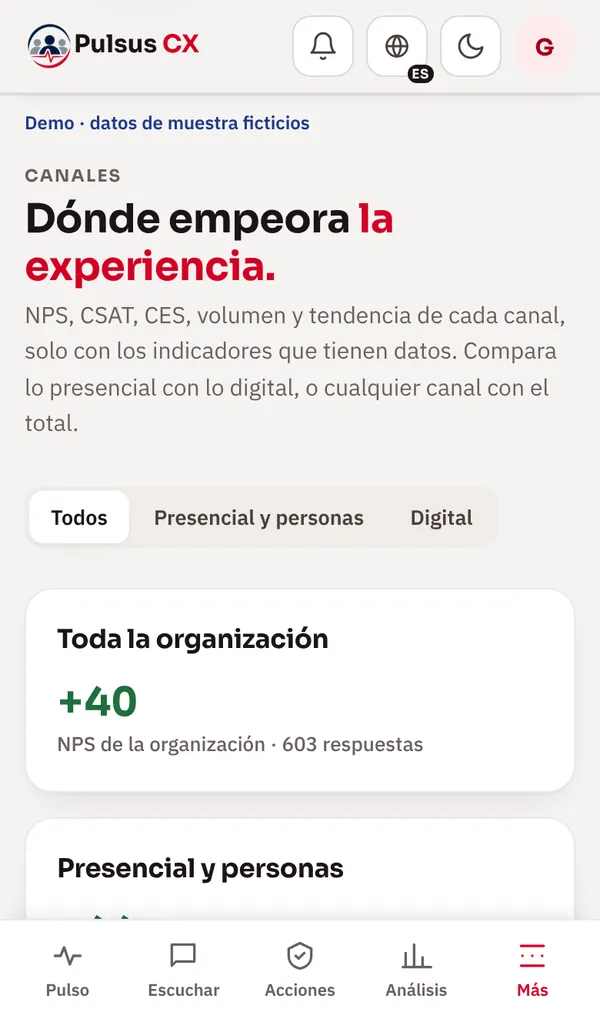 Pulsus CX
ES
G
Demo · datos de muestra ficticios
CANALES
Dónde empeora la
experiencia.
NPS, CSAT, CES, volumen y tendencia de cada canal,
solo con los indicadores que tienen datos. Compara
lo presencial con lo digital, o cualquier canal con el
total.
Todos
Presencial y personas
Digital
Toda la organización
+40
NPS de la organización · 603 respuestas
Presencial y personas
Pulso
Escuchar
Acciones
Análisis
Más